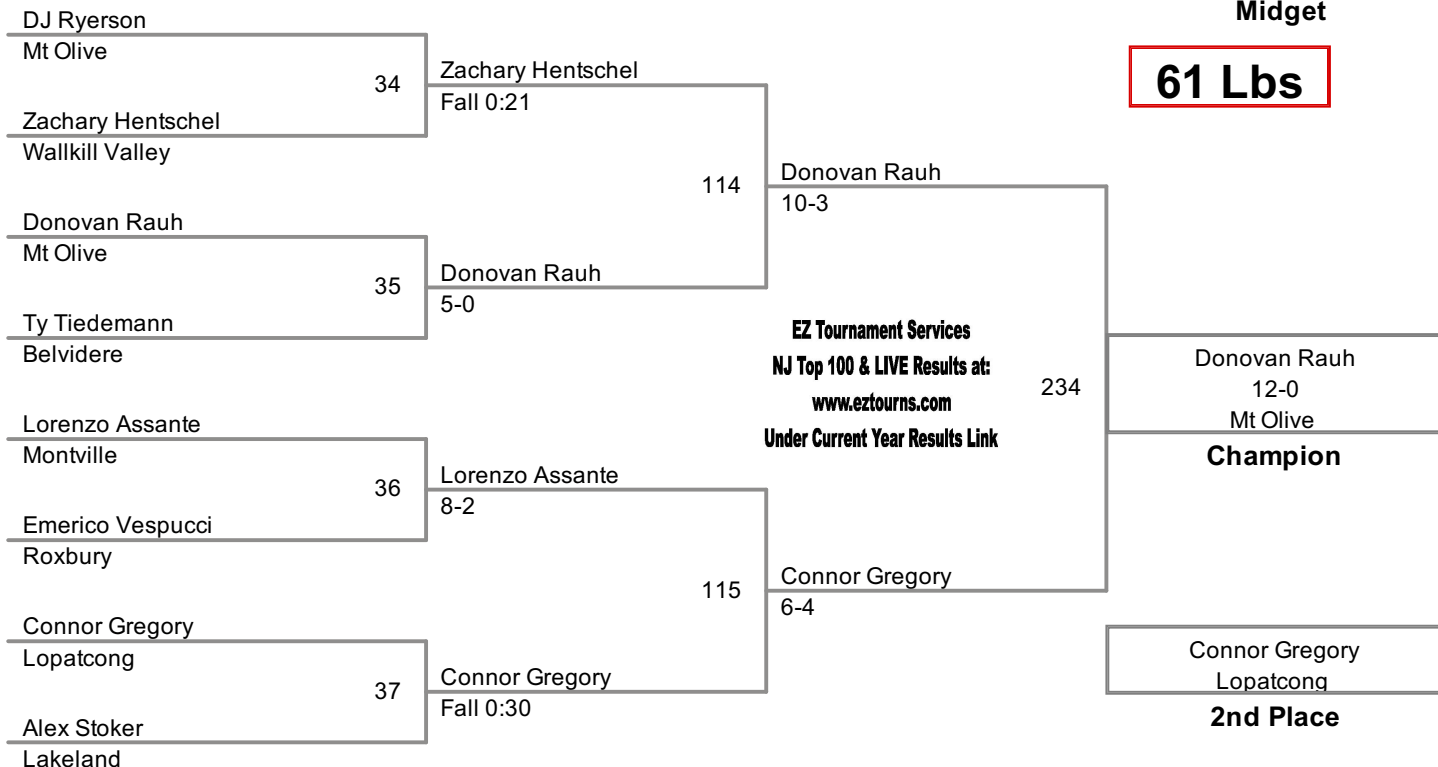 Midget
61 Lbs
DJ Ryerson
Mt Olive
34
Zachary Hentschel
Fall 0:21
Zachary Hentschel
Wallkill Valley
114
Donovan Rauh
10-3
Donovan Rauh
Mt Olive
35
Donovan Rauh
5-0
Ty Tiedemann
Belvidere
EZ Tournament Services
NJ Top 100 & LIVE Results at:
www.eztourns.com
Under Current Year Results Link
234
Donovan Rauh
12-0
Mt Olive
Champion
Lorenzo Assante
Montville
36
Lorenzo Assante
8-2
Emerico Vespucci
Roxbury
115
Connor Gregory
6-4
Connor Gregory
Lopatcong
37
Connor Gregory
Fall 0:30
Alex Stoker
Lakeland
Connor Gregory
Lopatcong
2nd Place